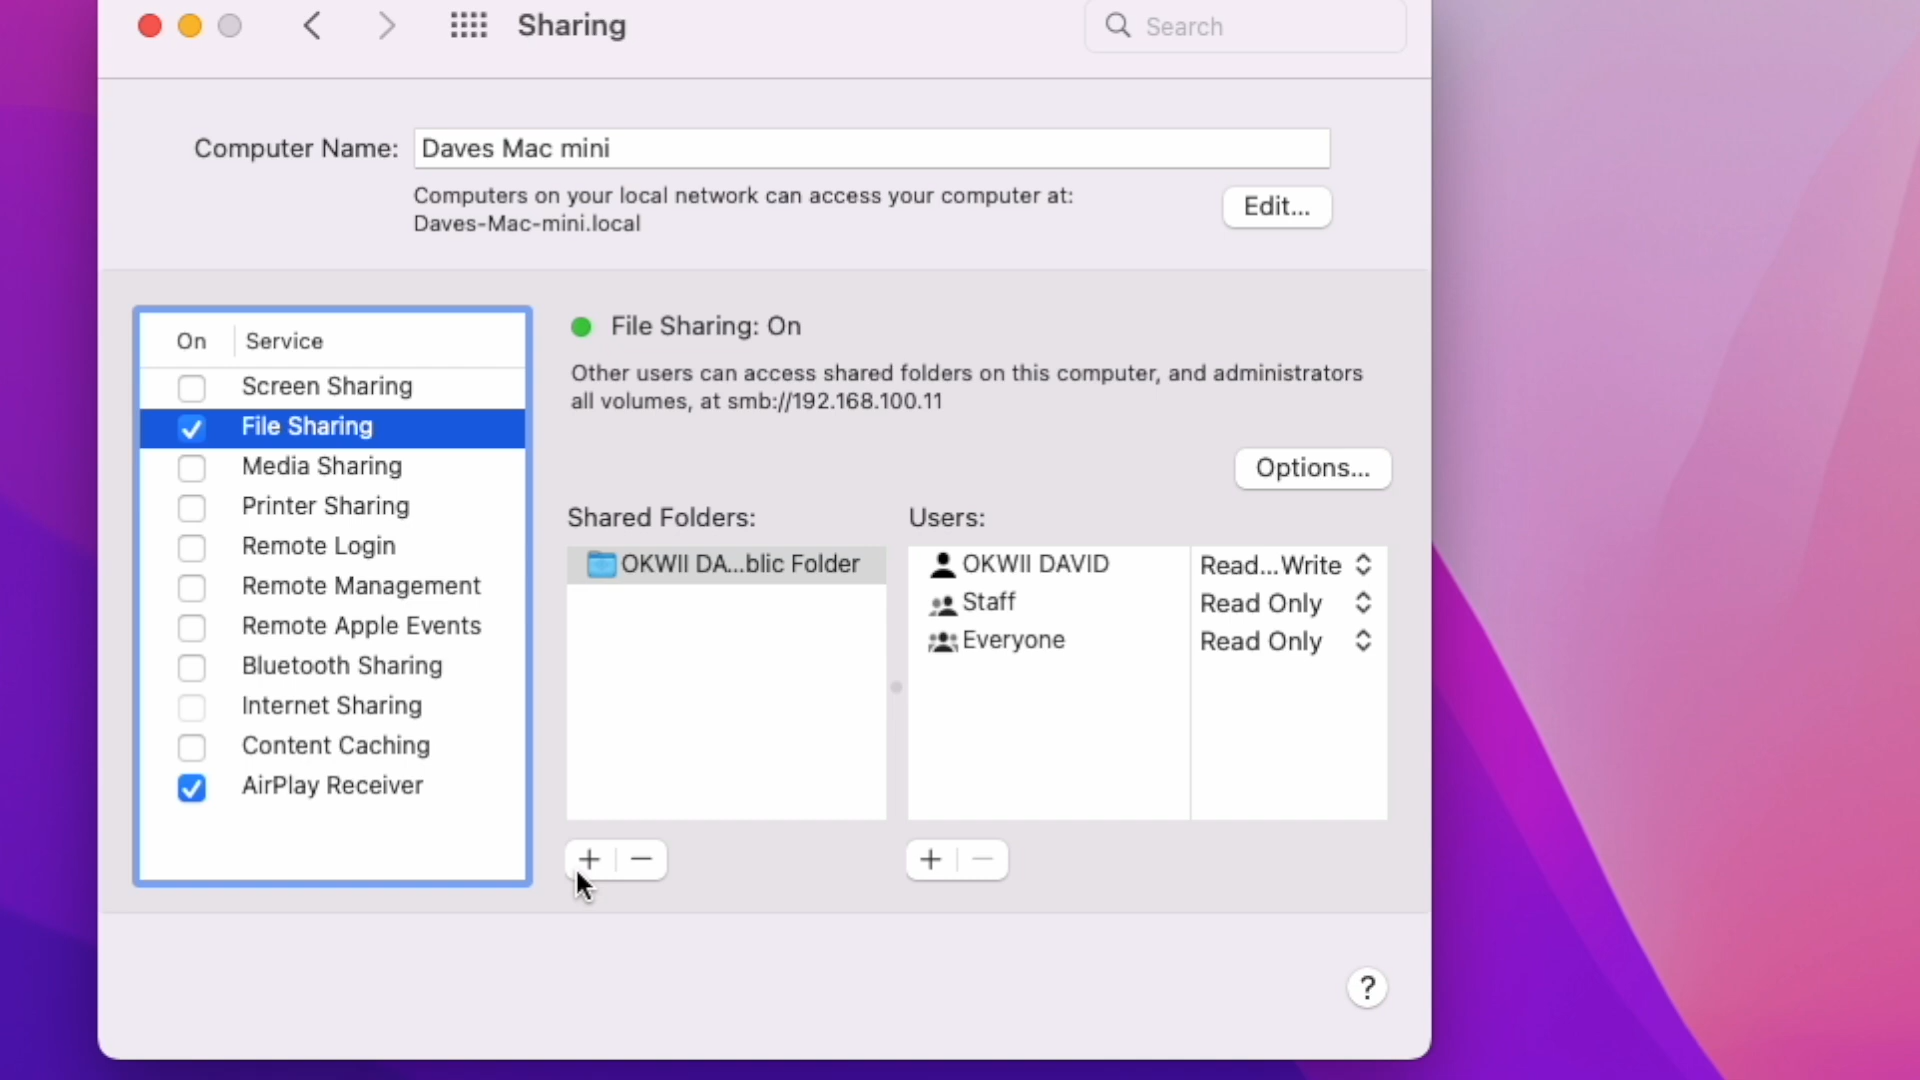 Sharing
Search
Computer Name: Daves Mac mini
Computers on your local network can access your computer at:
Daves-Mac-mini.local
Edit...
On Service
Screen Sharing
File Sharing
Media Sharing
Printer Sharing
Remote Login
Remote Management
Remote Apple Events
Bluetooth Sharing
Internet Sharing
Content Caching
AirPlay Receiver
File Sharing: On
Other users can access shared folders on this computer, and administrators
all volumes, at smb://192.168.100.11
Options...
Shared Folders:
OKWII DA...blic Folder
Users:
OKWII DAVID Read...Write
Staff Read Only
Everyone Read Only
+ −
+ −
?